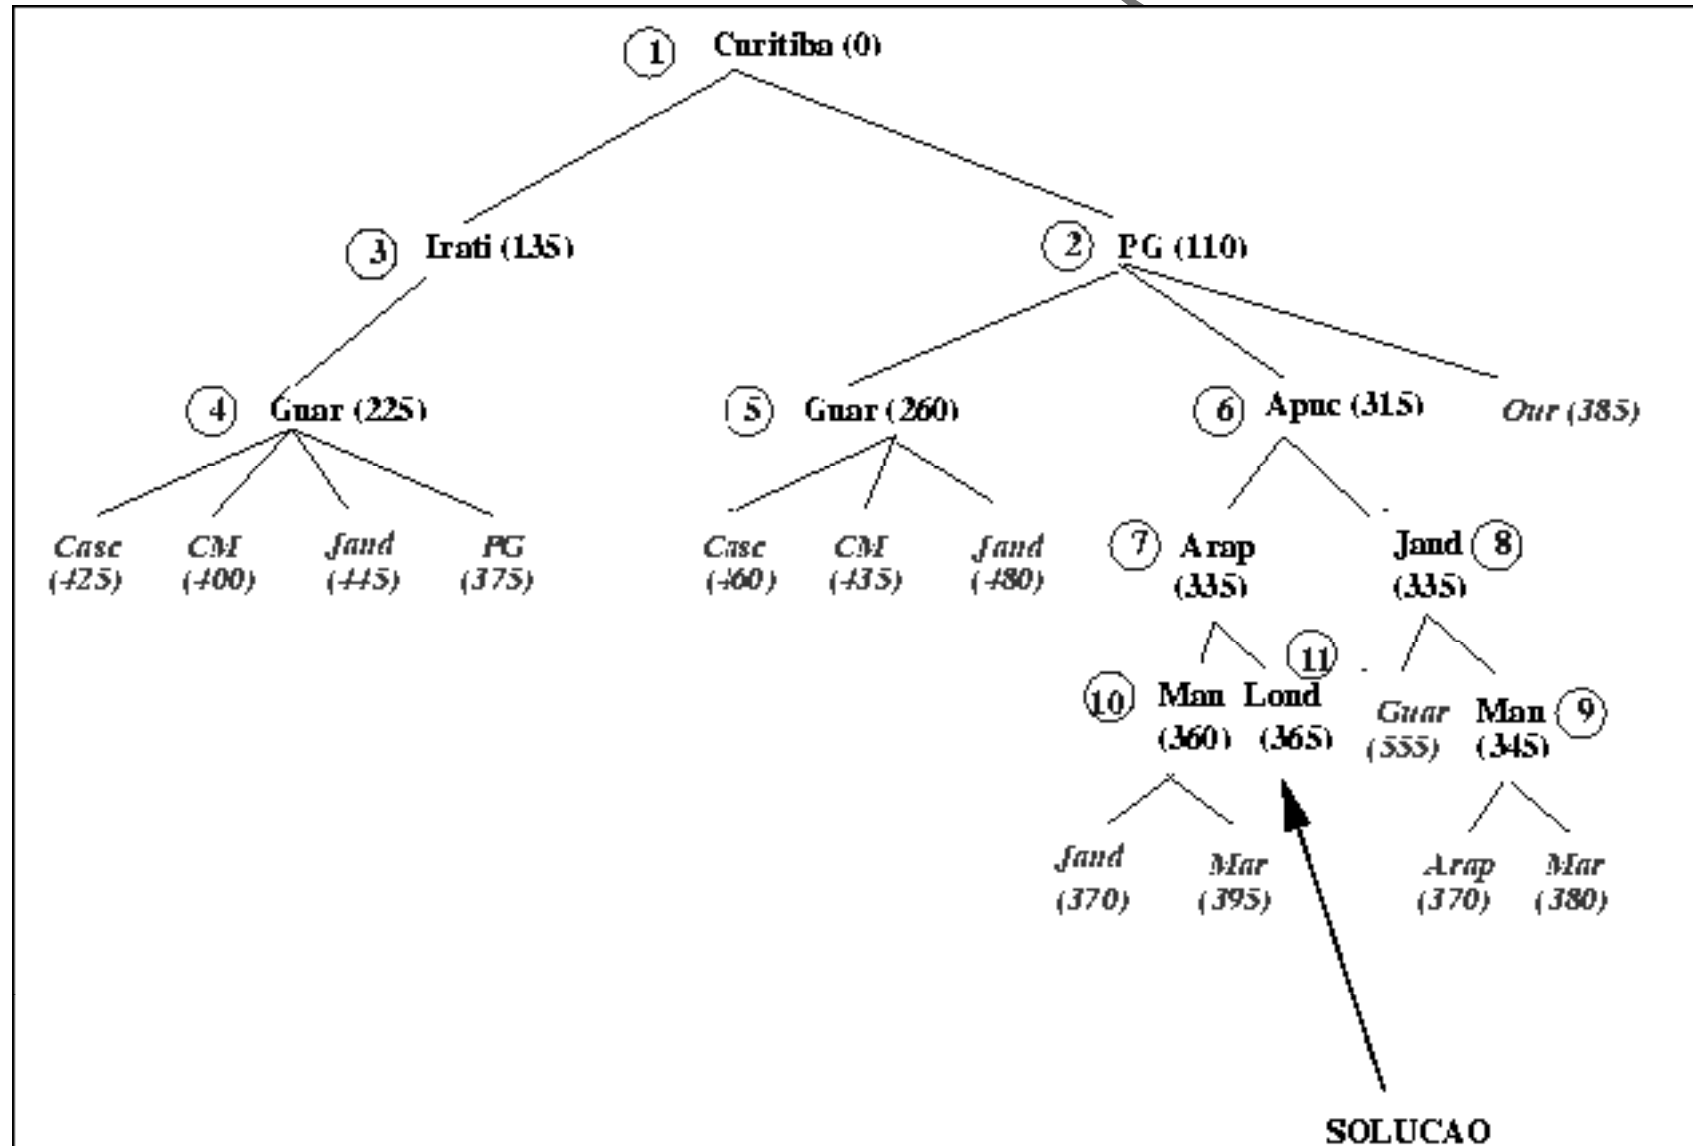 1 Curitiba (0)
3 Irati (135)
2 PG (110)
4 Guar (225)
5 Guar (260)
6 Apuc (315)
Our (385)
Casc
(425)
CM
(400)
Jand
(445)
PG
(375)
Casc
(460)
CM
(435)
Jand
(480)
7 Arap
(335)
Jand 8
(335)
10 Man
(360)
11
Lond
(365)
Guar
(555)
Man 9
(345)
Jand
(370)
Mar
(395)
Arap
(370)
Mar
(380)
SOLUCAO